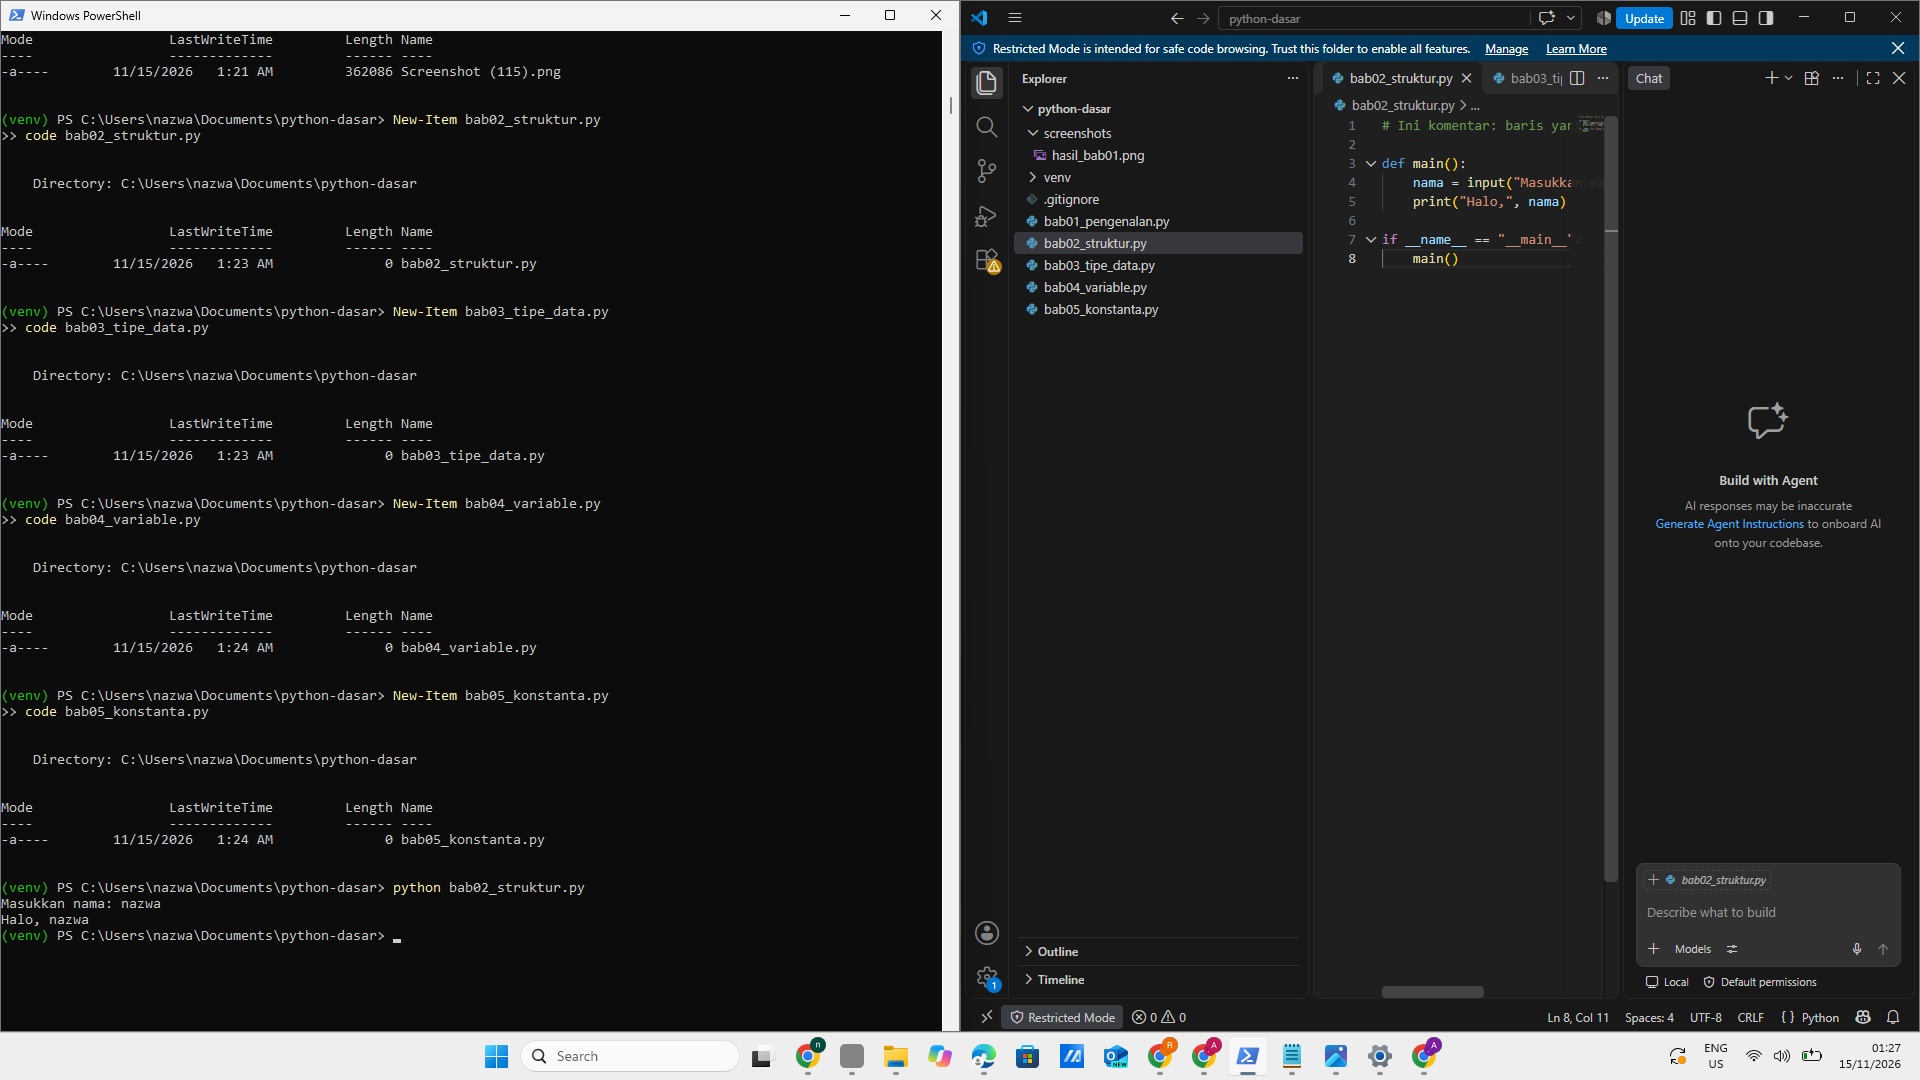 Windows PowerShell
Mode                 LastWriteTime         Length Name
----                 -------------         ------ ----
-a----        11/15/2026   1:21 AM         362086 Screenshot (115).png
(venv) PS C:\Users\nazwa\Documents\python-dasar> New-Item bab02_struktur.py
>> code bab02_struktur.py
    Directory: C:\Users\nazwa\Documents\python-dasar
Mode                 LastWriteTime         Length Name
----                 -------------         ------ ----
-a----        11/15/2026   1:23 AM              0 bab02_struktur.py
(venv) PS C:\Users\nazwa\Documents\python-dasar> New-Item bab03_tipe_data.py
>> code bab03_tipe_data.py
    Directory: C:\Users\nazwa\Documents\python-dasar
Mode                 LastWriteTime         Length Name
----                 -------------         ------ ----
-a----        11/15/2026   1:23 AM              0 bab03_tipe_data.py
(venv) PS C:\Users\nazwa\Documents\python-dasar> New-Item bab04_variable.py
>> code bab04_variable.py
    Directory: C:\Users\nazwa\Documents\python-dasar
Mode                 LastWriteTime         Length Name
----                 -------------         ------ ----
-a----        11/15/2026   1:24 AM              0 bab04_variable.py
(venv) PS C:\Users\nazwa\Documents\python-dasar> New-Item bab05_konstanta.py
>> code bab05_konstanta.py
    Directory: C:\Users\nazwa\Documents\python-dasar
Mode                 LastWriteTime         Length Name
----                 -------------         ------ ----
-a----        11/15/2026   1:24 AM              0 bab05_konstanta.py
(venv) PS C:\Users\nazwa\Documents\python-dasar> python bab02_struktur.py
Masukkan nama: nazwa
Halo, nazwa
(venv) PS C:\Users\nazwa\Documents\python-dasar>
python-dasar
Update
Restricted Mode is intended for safe code browsing. Trust this folder to enable all features. Manage Learn More
Explorer
python-dasar
screenshots
hasil_bab01.png
venv
.gitignore
bab01_pengenalan.py
bab02_struktur.py
bab03_tipe_data.py
bab04_variable.py
bab05_konstanta.py
Outline
Timeline
bab02_struktur.py
bab03_tip
bab02_struktur.py > ...
1 # Ini komentar: baris yan
2
3 def main():
4     nama = input("Masukkan na
5     print("Halo,", nama)
6
7 if __name__ == "__main__"
8     main()
Chat
Build with Agent
AI responses may be inaccurate
Generate Agent Instructions to onboard AI
onto your codebase.
bab02_struktur.py
Describe what to build
Models
Local Default permissions
1
Restricted Mode 0 0
Ln 8, Col 11 Spaces: 4 UTF-8 CRLF { } Python
Search
n
NEW
R
A
A
ENG
US
01:27
15/11/2026